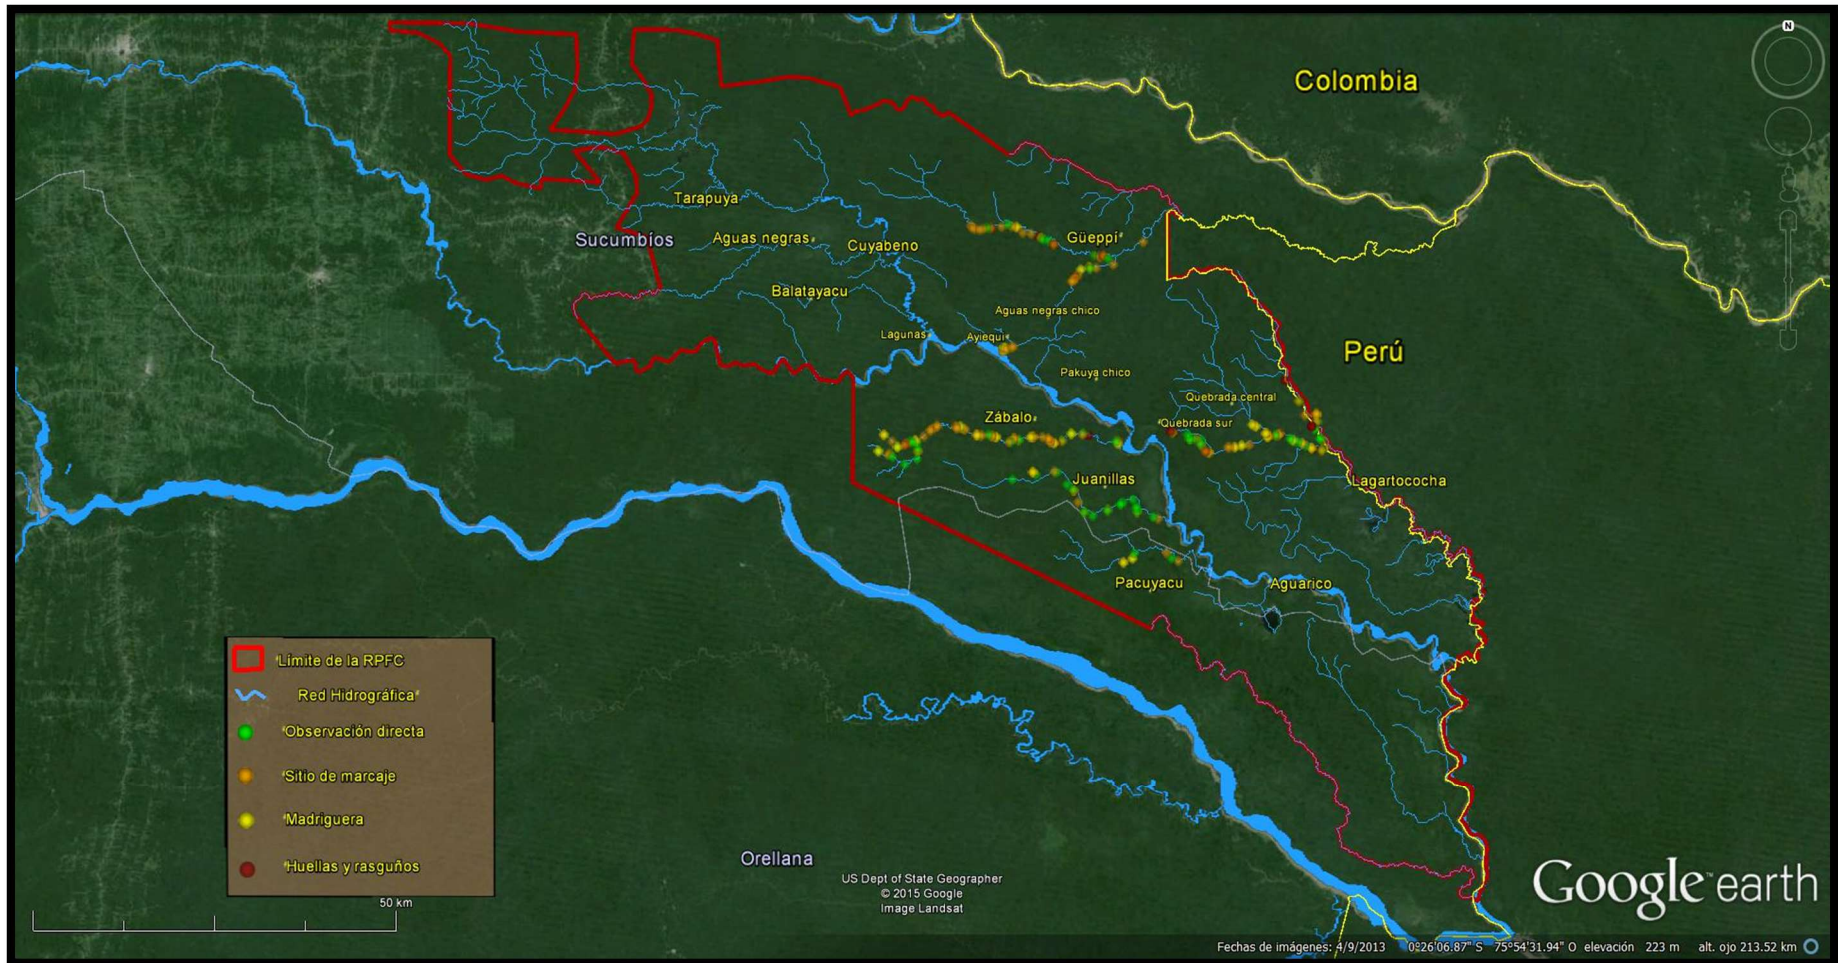 N
Colombia
Tarapuya
Sucumbíos
Aguas negras
Cuyabeno
Güeppí
Balatayacu
Aguas negras chico
Lagunas
Ayiequi
Perú
Pakuya chico
Quebrada central
Zábalo
Quebrada sur
Juanillas
Lagartococha
Pacuyacu
Aguarico
Límite de la RPFC
Red Hidrográfica
Observación directa
Sitio de marcaje
Madriguera
Huellas y rasguños
Orellana
US Dept of State Geographer
© 2015 Google
Image Landsat
Google earth
50 km
Fechas de imágenes: 4/9/2013 0°26'06.87" S 75°54'31.94" O elevación 223 m alt. ojo 213.52 km